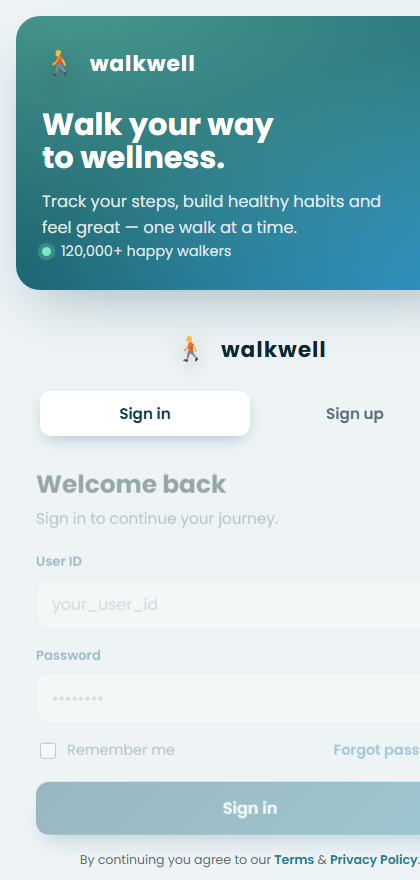 walkwell
Walk your way
to wellness.
Track your steps, build healthy habits and
feel great — one walk at a time.
120,000+ happy walkers
walkwell
Sign in
Sign up
Welcome back
Sign in to continue your journey.
User ID
your_user_id
Password
••••••••
Remember me
Forgot pass
Sign in
By continuing you agree to our Terms & Privacy Policy.